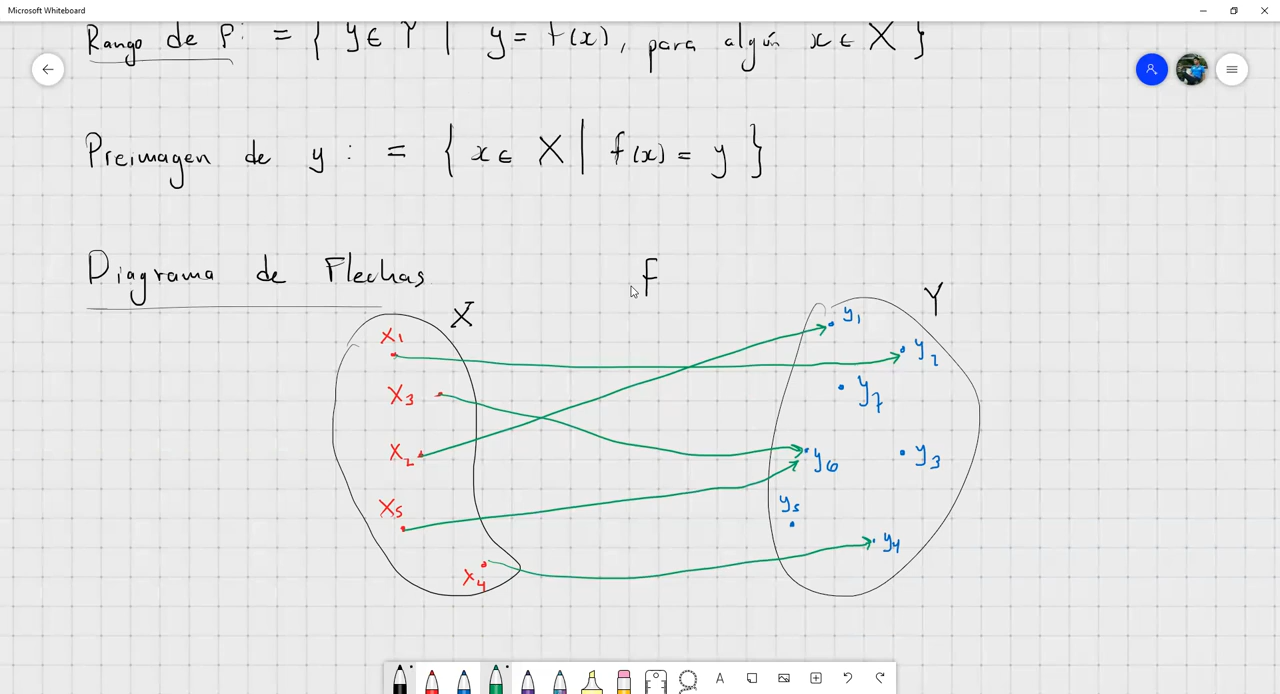 Microsoft Whiteboard
Rango de f: = { y ∈ Y | y = f(x), para algún x ∈ X }
Preimagen de y : = { x ∈ X | f(x) = y }
Diagrama de Flechas
f
X
Y
x1
x3
x2
x5
x4
y1
y2
y7
y6
y3
y5
y4
A